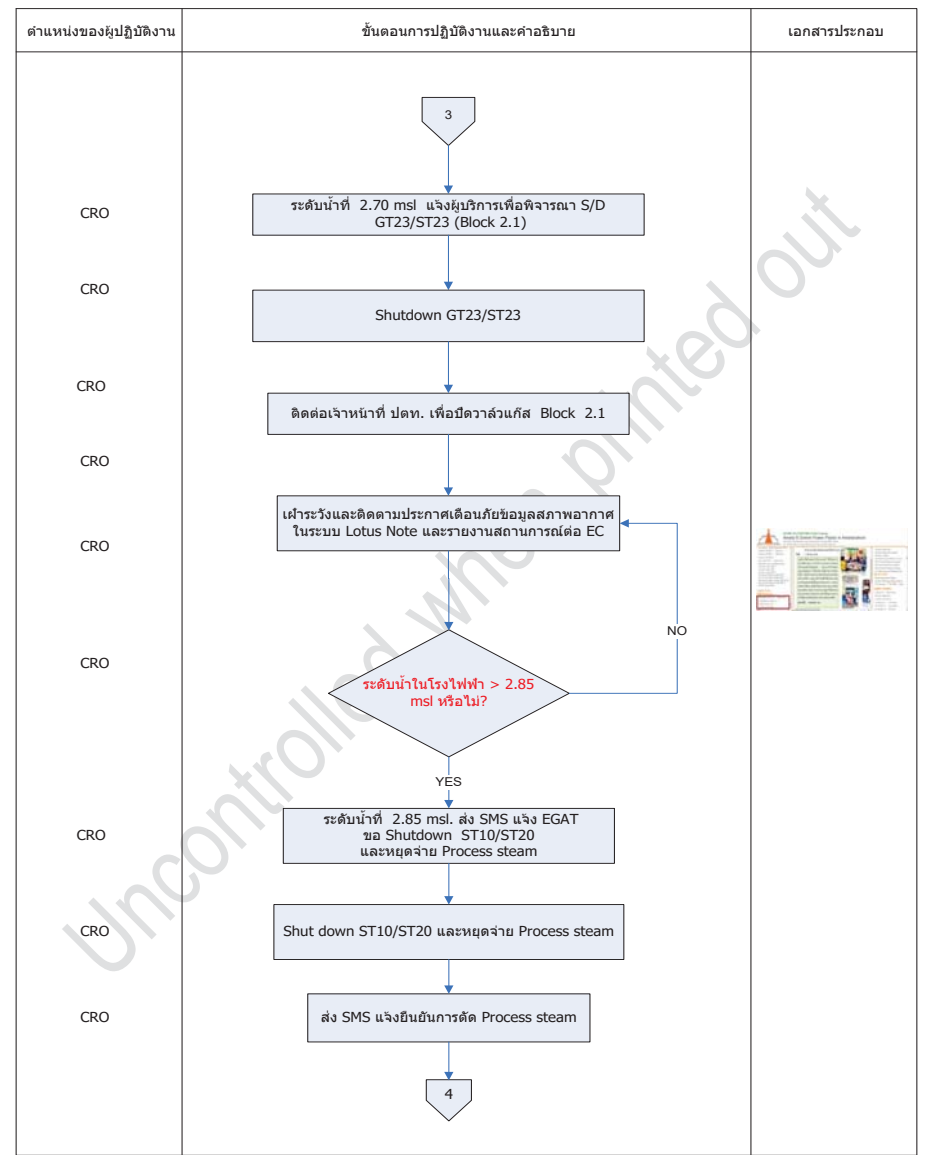 ตำแหน่งของผู้ปฏิบัติงาน
ขั้นตอนการปฏิบัติงานและคำอธิบาย
เอกสารประกอบ
3
CRO
ระดับน้ำที่ 2.70 msl แจ้งผู้บริการเพื่อพิจารณา S/D
GT23/ST23 (Block 2.1)
CRO
Shutdown GT23/ST23
CRO
ติดต่อเจ้าหน้าที่ ปตท. เพื่อปิดวาล์วแก๊ส Block 2.1
CRO
เฝ้าระวังและติดตามประกาศเตือนภัยข้อมูลสภาพอากาศ
ในระบบ Lotus Note และรายงานสถานการณ์ต่อ EC
CRO
NO
CRO
ระดับน้ำในโรงไฟฟ้า > 2.85
msl หรือไม่?
YES
CRO
ระดับน้ำที่ 2.85 msl. ส่ง SMS แจ้ง EGAT
ขอ Shutdown ST10/ST20
และหยุดจ่าย Process steam
CRO
Shut down ST10/ST20 และหยุดจ่าย Process steam
CRO
ส่ง SMS แจ้งยืนยันการตัด Process steam
4
Uncontrolled when printed out